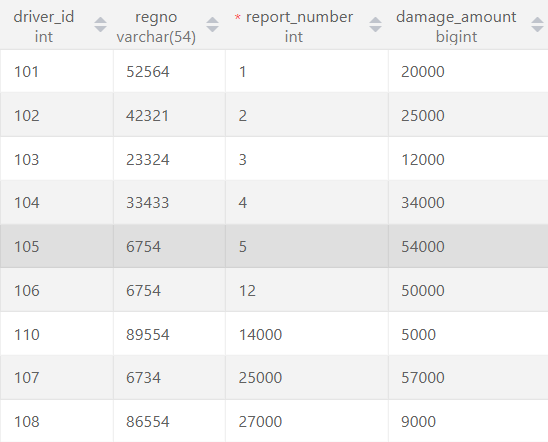 driver_id regno * report_number damage_amount
int varchar(54) int bigint
101 52564 1 20000
102 42321 2 25000
103 23324 3 12000
104 33433 4 34000
105 6754 5 54000
106 6754 12 50000
110 89554 14000 5000
107 6734 25000 57000
108 86554 27000 9000